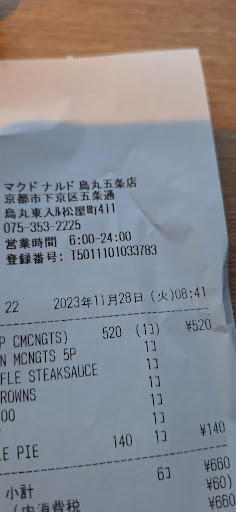 マクドナルド 烏丸五条店
京都市下京区五条通
烏丸東入ル松屋町411
075-353-2225
営業時間 6:00-24:00
登録番号: T5011101033783
22 2023年11月28日(火)08:41
P CMCNGTS) 520 (1コ) ¥520
N MCNGTS 5P 1コ
FLE STEAKSAUCE 1コ
ROWNS 1コ
OO 1コ
1コ
E PIE 140 1コ ¥140
6コ
小計 ¥660
(内消費税 ¥60)
¥660